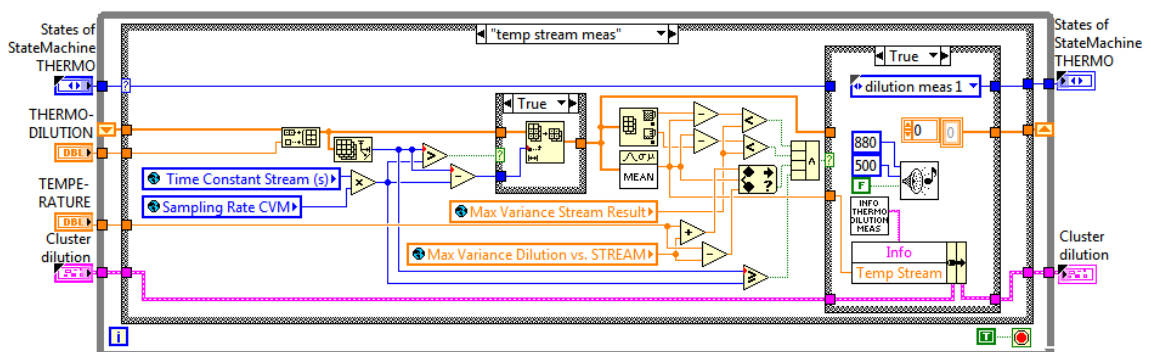 States of
StateMachine
THERMO
THERMO-
DILUTION
DBL
TEMPE-
RATURE
DBL
Cluster
dilution
"temp stream meas"
?
Time Constant Stream (s)
Sampling Rate CVM
True
?
MEAN
Max Variance Stream Result
Max Variance Dilution vs. STREAM
?
True
?
dilution meas 1
0
0
880
500
F
INFO
THERMO
DILUTION
MEAS
Info
Temp Stream
States of
StateMachine
THERMO
Cluster
dilution
i
T